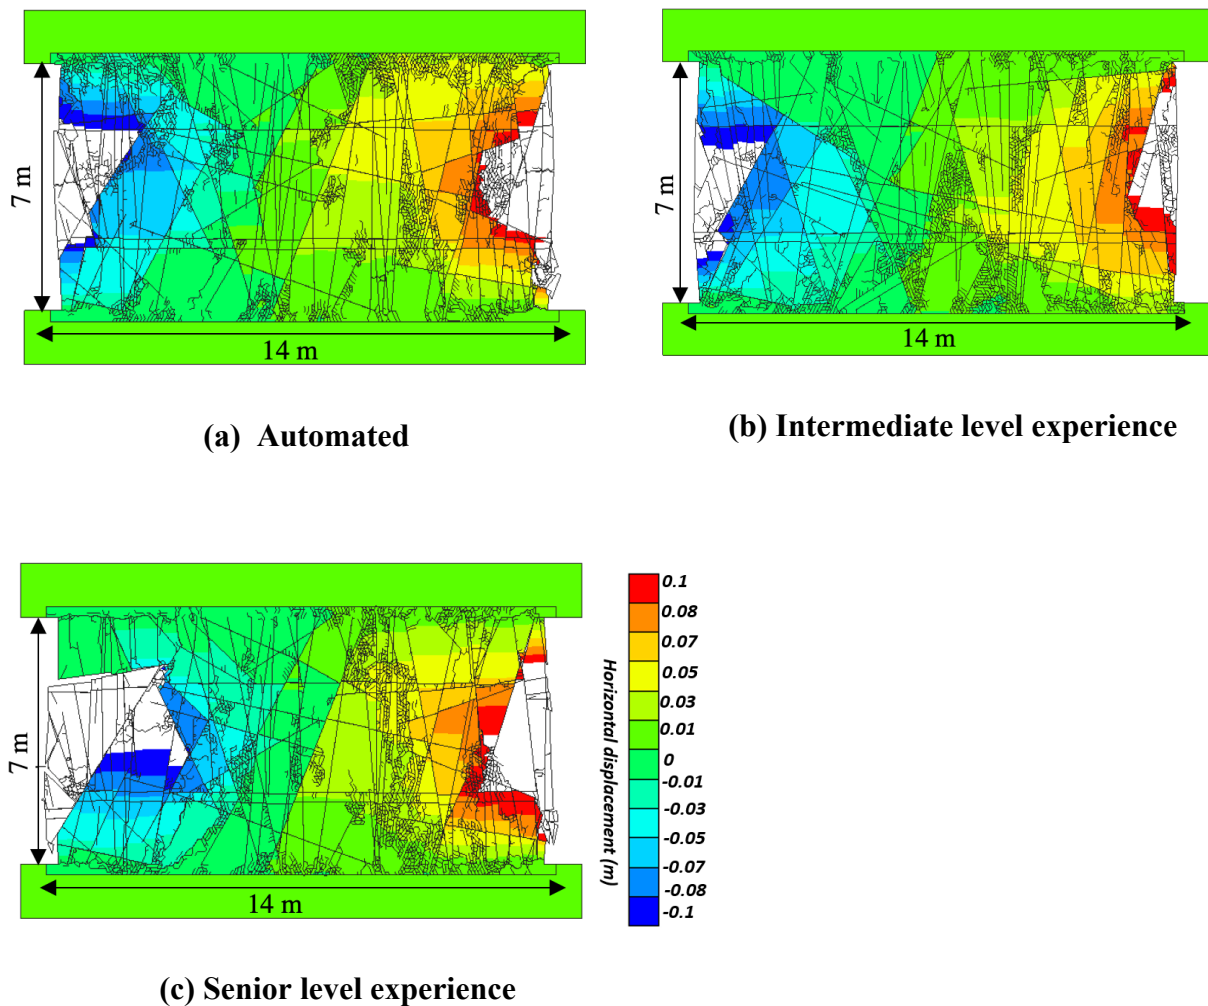 7 m
14 m
(a) Automated
7 m
14 m
(b) Intermediate level experience
7 m
14 m
(c) Senior level experience
Horizontal displacement (m)
0.1
0.08
0.07
0.05
0.03
0.01
0
-0.01
-0.03
-0.05
-0.07
-0.08
-0.1